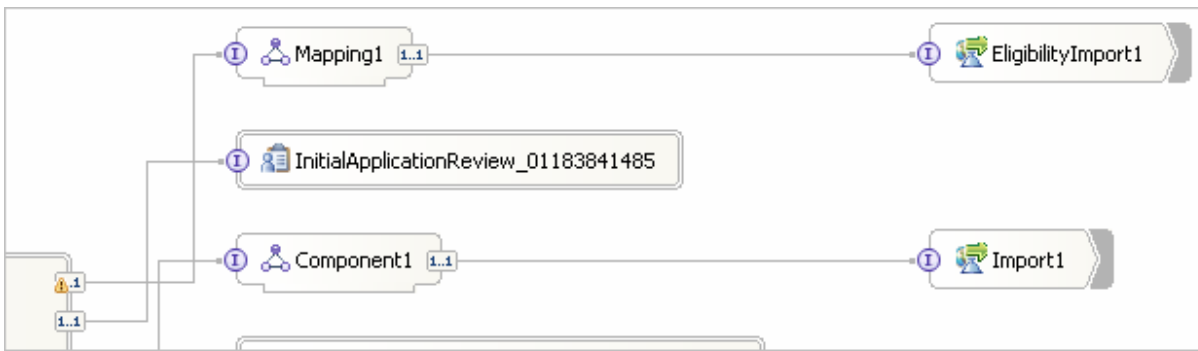 I Mapping1 1..1 I EligibilityImport1
I InitialApplicationReview_01183841485
I Component1 1..1 I Import1
.1
1..1